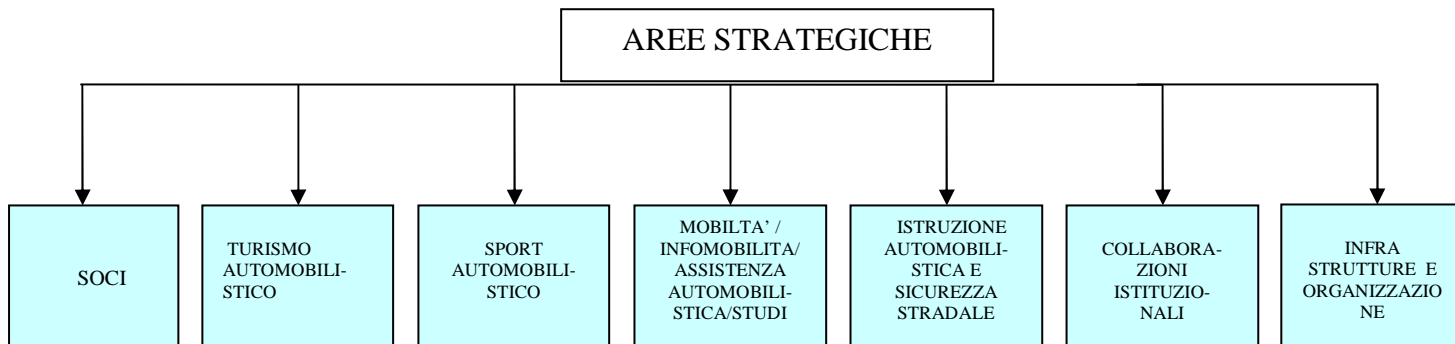 AREE STRATEGICHE
SOCI
TURISMO
AUTOMOBILI-
STICO
SPORT
AUTOMOBILI-
STICO
MOBILTA’ /
INFOMOBILITA/
ASSISTENZA
AUTOMOBILI-
STICA/STUDI
ISTRUZIONE
AUTOMOBILI-
STICA E
SICUREZZA
STRADALE
COLLABORA-
ZIONI
ISTITUZIO-
NALI
INFRA
STRUTTURE E
ORGANIZZAZIO
NE